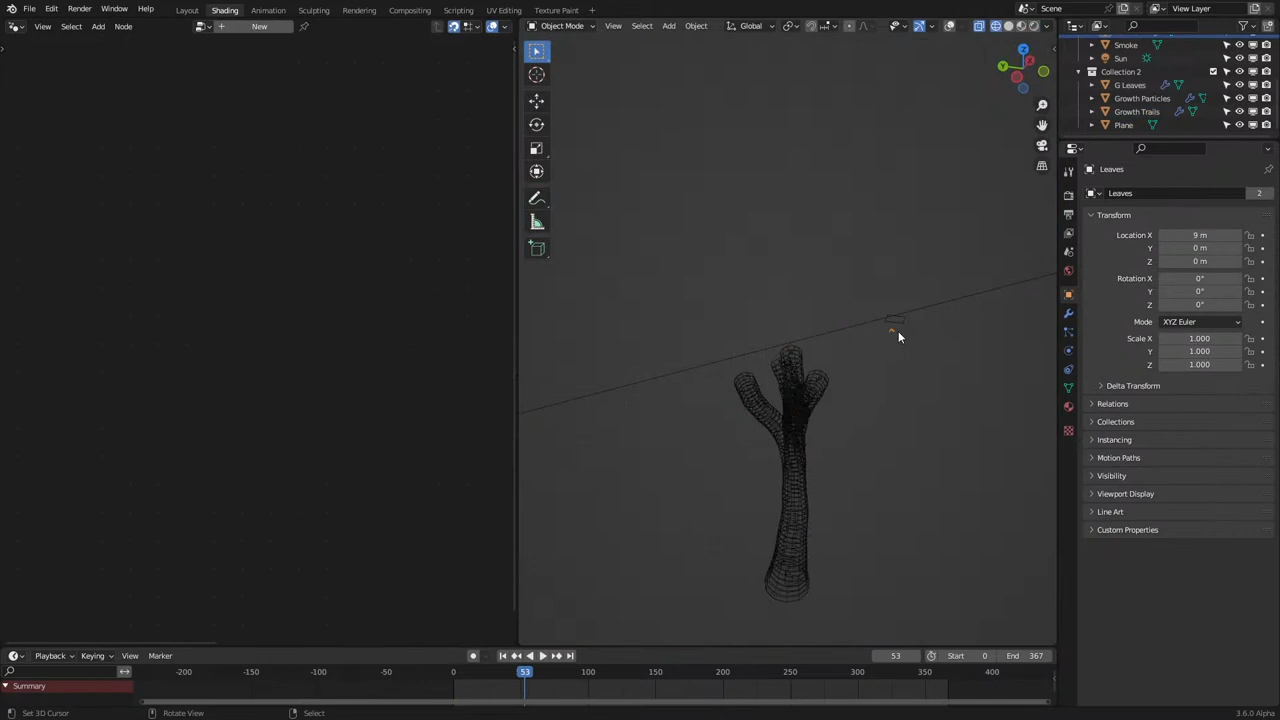 File Edit Render Window Help Layout Shading Animation Sculpting Rendering Compositing Scripting UV Editing Texture Paint Scene View Layer
View Select Add Node New Object Mode View Select Add Object Global
Smoke
Sun
Collection 2
G Leaves
Growth Particles
Growth Trails
Plane
Leaves
Leaves 2
Transform
Location X 9 m
Y 0 m
Z 0 m
Rotation X 0°
Y 0°
Z 0°
Mode XYZ Euler
Scale X 1.000
Y 1.000
Z 1.000
Delta Transform
Relations
Collections
Instancing
Motion Paths
Visibility
Viewport Display
Line Art
Custom Properties
Z
Y
X
Playback Keying View Marker 53 Start 0 End 367
-200 -150 -100 -50 0 53 100 150 200 250 300 350 400
Summary
Set 3D Cursor Rotate View Select 3.6.0 Alpha